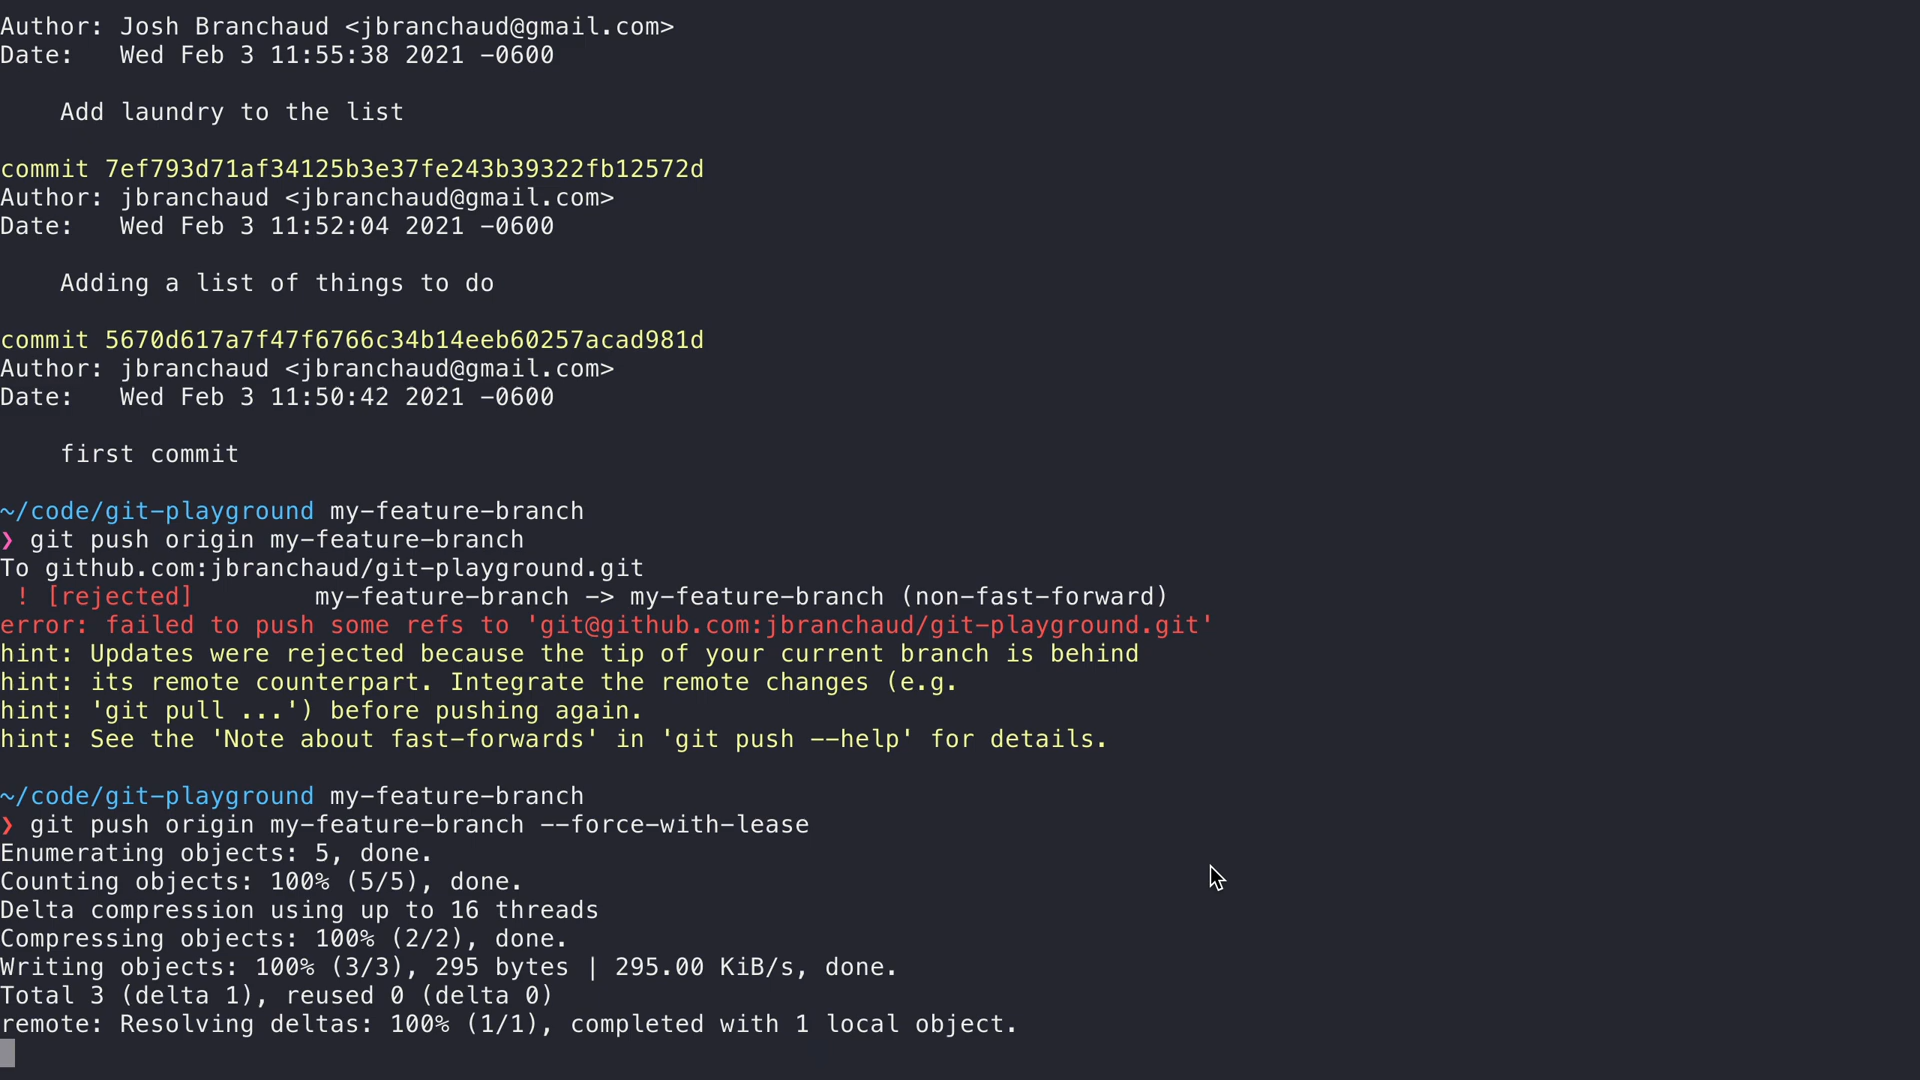 Author: Josh Branchaud <jbranchaud@gmail.com>
Date:   Wed Feb 3 11:55:38 2021 -0600
    Add laundry to the list
commit 7ef793d71af34125b3e37fe243b39322fb12572d
Author: jbranchaud <jbranchaud@gmail.com>
Date:   Wed Feb 3 11:52:04 2021 -0600
    Adding a list of things to do
commit 5670d617a7f47f6766c34b14eeb60257acad981d
Author: jbranchaud <jbranchaud@gmail.com>
Date:   Wed Feb 3 11:50:42 2021 -0600
    first commit
~/code/git-playground my-feature-branch
❯ git push origin my-feature-branch
To github.com:jbranchaud/git-playground.git
 ! [rejected]        my-feature-branch -> my-feature-branch (non-fast-forward)
error: failed to push some refs to 'git@github.com:jbranchaud/git-playground.git'
hint: Updates were rejected because the tip of your current branch is behind
hint: its remote counterpart. Integrate the remote changes (e.g.
hint: 'git pull ...') before pushing again.
hint: See the 'Note about fast-forwards' in 'git push --help' for details.
~/code/git-playground my-feature-branch
❯ git push origin my-feature-branch --force-with-lease
Enumerating objects: 5, done.
Counting objects: 100% (5/5), done.
Delta compression using up to 16 threads
Compressing objects: 100% (2/2), done.
Writing objects: 100% (3/3), 295 bytes | 295.00 KiB/s, done.
Total 3 (delta 1), reused 0 (delta 0)
remote: Resolving deltas: 100% (1/1), completed with 1 local object.